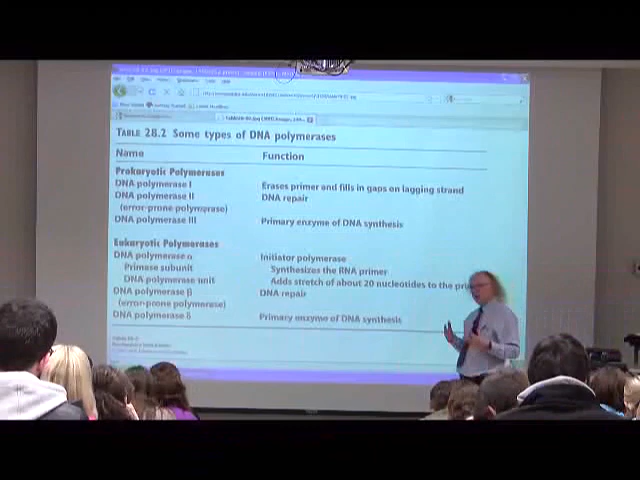 TABLE 28.2 Some types of DNA polymerases
Name Function
Prokaryotic Polymerases
DNA polymerase I Erases primer and fills in gaps on lagging strand
DNA polymerase II DNA repair
(error-prone polymerase)
DNA polymerase III Primary enzyme of DNA synthesis
Eukaryotic Polymerases
DNA polymerase α Initiator polymerase
Primase subunit Synthesizes the RNA primer
DNA polymerase unit Adds stretch of about 20 nucleotides to the
DNA polymerase β DNA repair
(error-prone polymerase)
DNA polymerase δ Primary enzyme of DNA synthesis